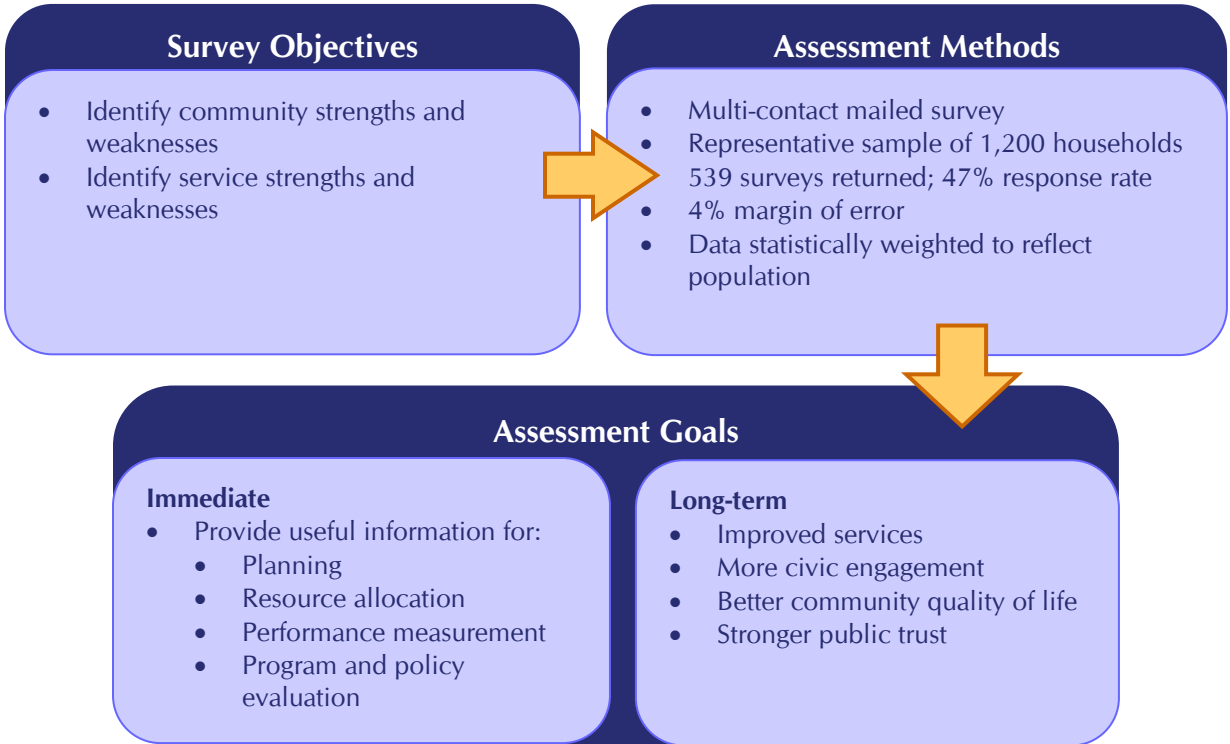 Survey Objectives
• Identify community strengths and
weaknesses
• Identify service strengths and
weaknesses
Assessment Methods
• Multi-contact mailed survey
• Representative sample of 1,200 households
• 539 surveys returned; 47% response rate
• 4% margin of error
• Data statistically weighted to reflect
population
Assessment Goals
Immediate
• Provide useful information for:
• Planning
• Resource allocation
• Performance measurement
• Program and policy
evaluation
Long-term
• Improved services
• More civic engagement
• Better community quality of life
• Stronger public trust